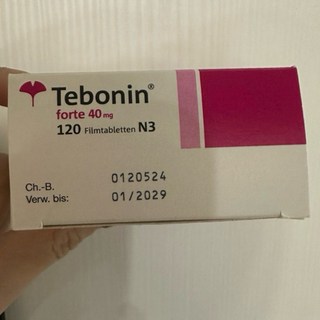 Tebonin®
forte 40 mg
120 Filmtabletten N3
Ch.-B. 0120524
Verw. bis: 01/2029